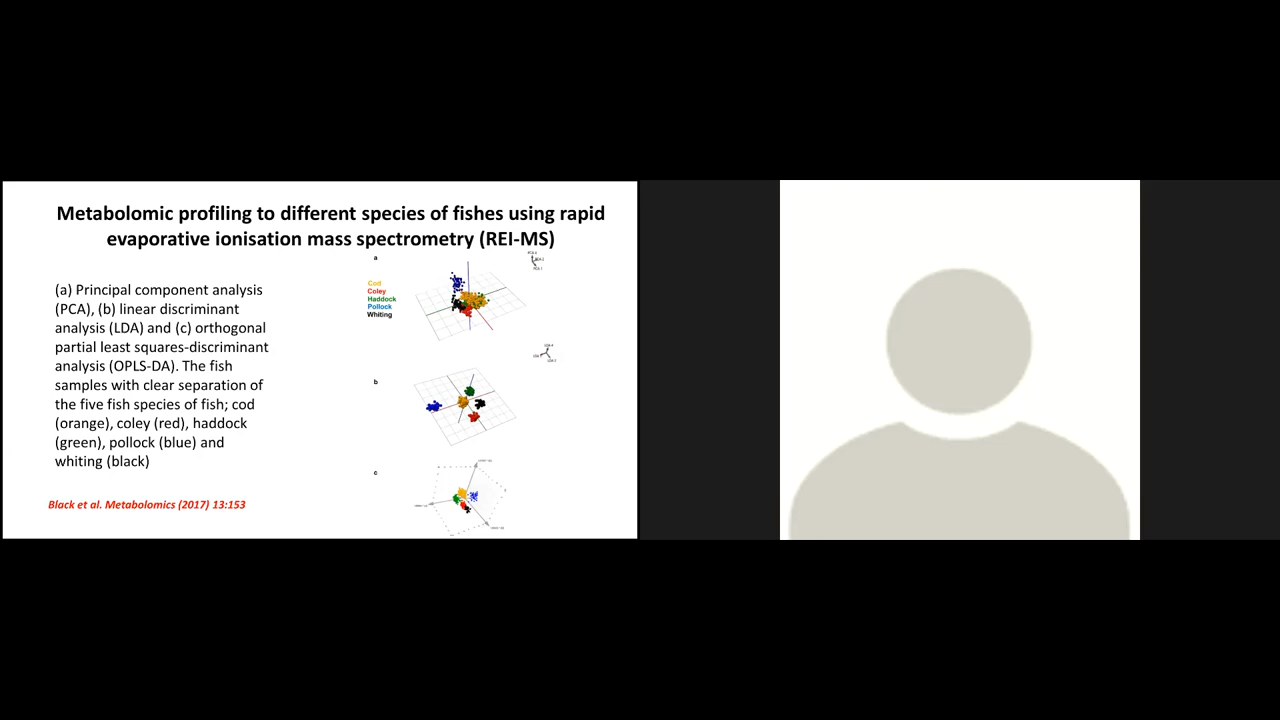 Metabolomic profiling to different species of fishes using rapid
evaporative ionisation mass spectrometry (REI-MS)
(a) Principal component analysis
(PCA), (b) linear discriminant
analysis (LDA) and (c) orthogonal
partial least squares-discriminant
analysis (OPLS-DA). The fish
samples with clear separation of
the five fish species of fish; cod
(orange), coley (red), haddock
(green), pollock (blue) and
whiting (black)
Black et al. Metabolomics (2017) 13:153
a
Cod
Coley
Haddock
Pollock
Whiting
b
c